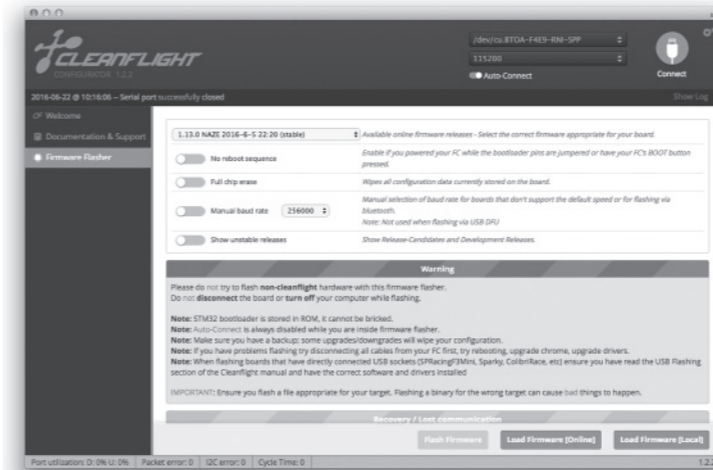 CLEANFLIGHT
CONFIGURATOR 1.2.2
/dev/cu.BTOA-F4E9-RNI-SPP
115200
Auto-Connect
Connect
2016-06-22 @ 10:16:06 -- Serial port successfully closed
Show Log
Welcome
Documentation & Support
Firmware Flasher
1.13.0 NAZE 2016-6-5 22:20 (stable)
Available online firmware releases - Select the correct firmware appropriate for your board.
No reboot sequence
Enable if you powered your FC while the bootloader pins are jumpered or have your FC's BOOT button
pressed.
Full chip erase
Wipes all configuration data currently stored on the board.
Manual baud rate
256000
Manual selection of baud rate for boards that don't support the default speed or for flashing via
bluetooth.
Note: Not used when flashing via USB DFU
Show unstable releases
Show Release-Candidates and Development Releases.
Warning
Please do not try to flash non-cleanflight hardware with this firmware flasher.
Do not disconnect the board or turn off your computer while flashing.
Note: STM32 bootloader is stored in ROM, it cannot be bricked.
Note: Auto-Connect is always disabled while you are inside firmware flasher.
Note: Make sure you have a backup; some upgrades/downgrades will wipe your configuration.
Note: If you have problems flashing try disconnecting all cables from your FC first, try rebooting, upgrade chrome, upgrade drivers.
Note: When flashing boards that have directly connected USB sockets (SPRacingF3Mini, Sparky, ColibriRace, etc) ensure you have read the USB Flashing
section of the Cleanflight manual and have the correct software and drivers installed
IMPORTANT: Ensure you flash a file appropriate for your target. Flashing a binary for the wrong target can cause bad things to happen.
Recovery / Lost communication
Flash Firmware
Load Firmware [Online]
Load Firmware [Local]
Port utilization: D: 0% U: 0%
Packet error: 0
I2C error: 0
Cycle Time: 0